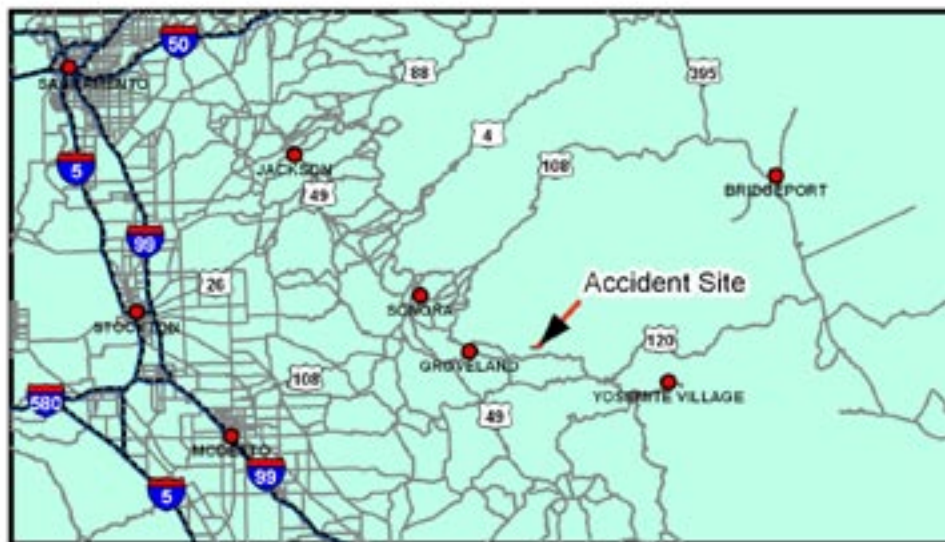 50
SACRAMENTO
88
395
4
5
JACKSON
108
BRIDGEPORT
49
99
26
Accident Site
SONORA
STOCKTON
120
GROVELAND
108
YOSEMITE VILLAGE
580
49
MODESTO
99
5